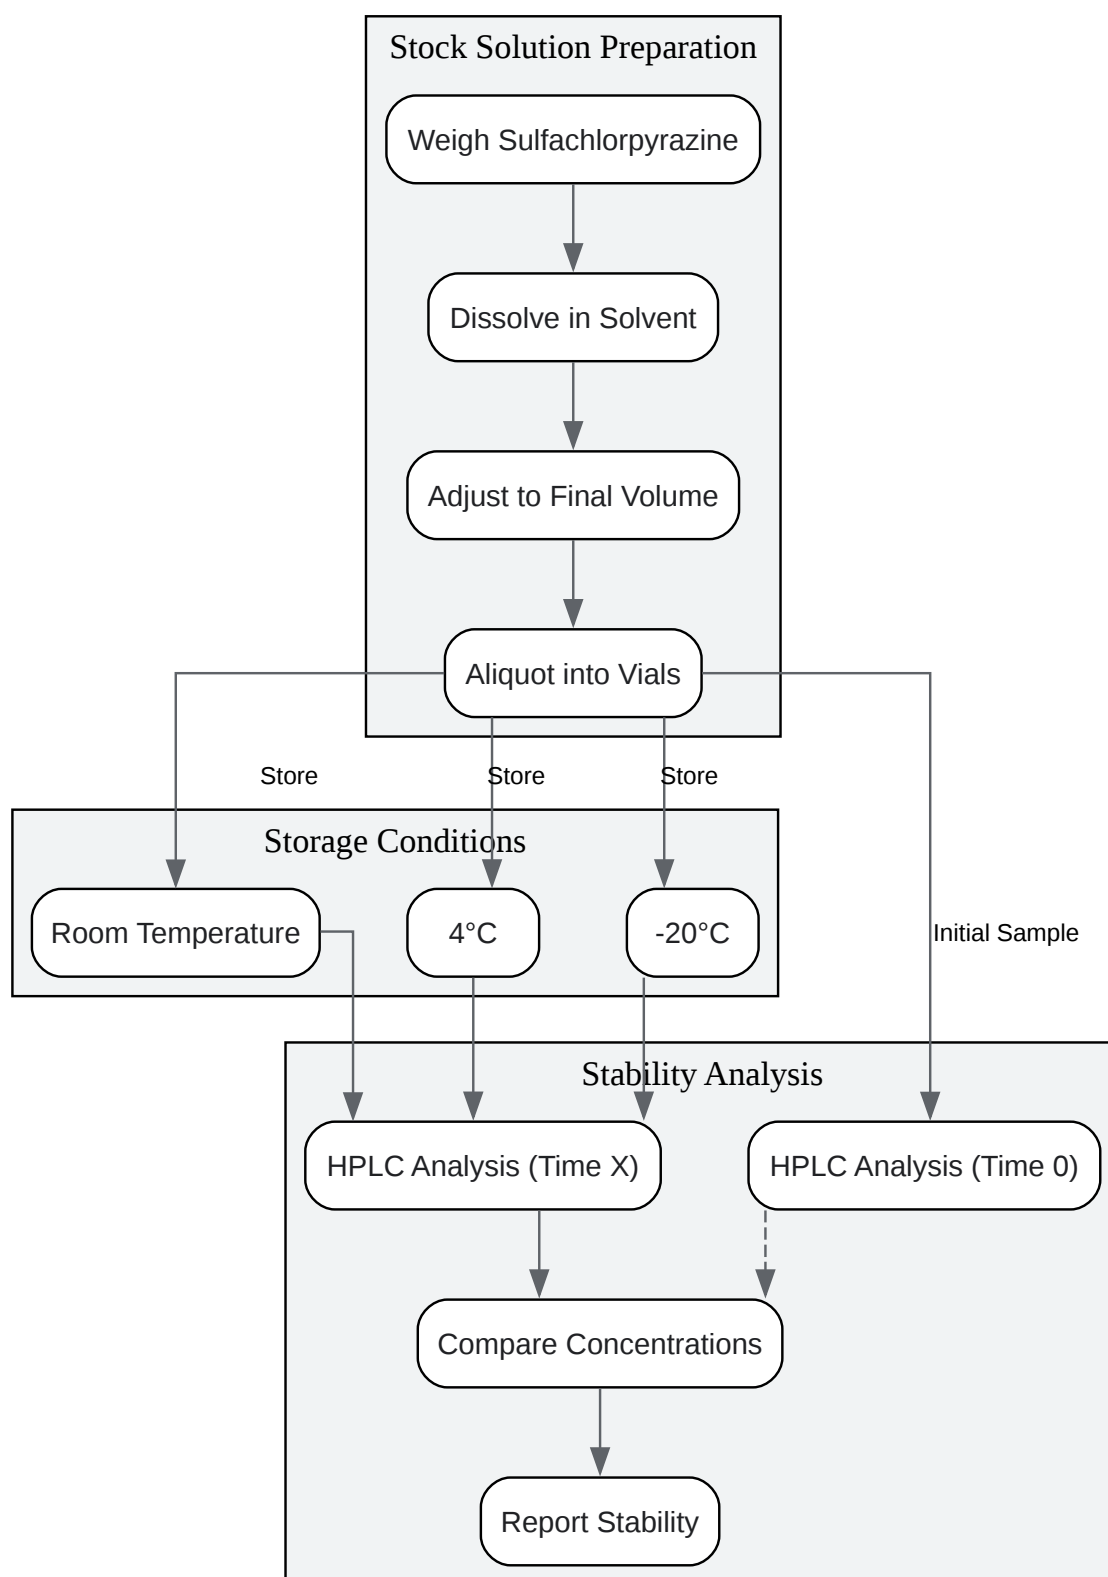 Stock Solution Preparation
Weigh Sulfachlorpyrazine
Dissolve in Solvent
Adjust to Final Volume
Aliquot into Vials
Store
Store
Store
Storage Conditions
Room Temperature
4°C
-20°C
Initial Sample
Stability Analysis
HPLC Analysis (Time X)
HPLC Analysis (Time 0)
Compare Concentrations
Report Stability